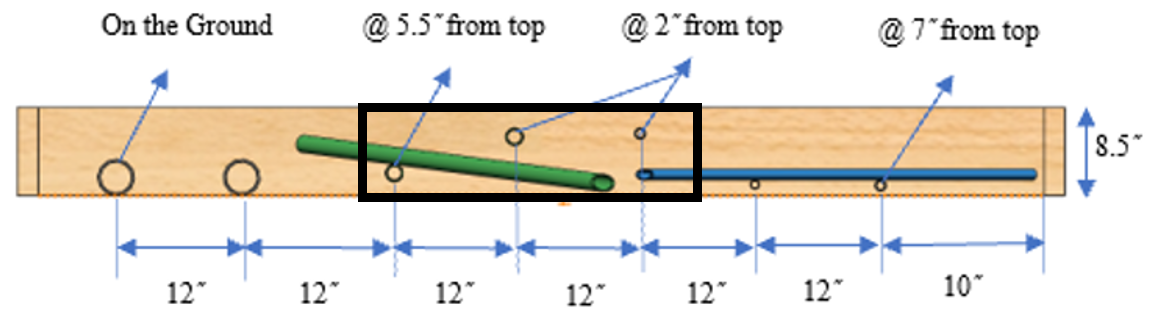 On the Ground
@ 5.5˝from top
@ 2˝from top
@ 7˝from top
8.5˝
12˝
12˝
12˝
12˝
12˝
12˝
10˝